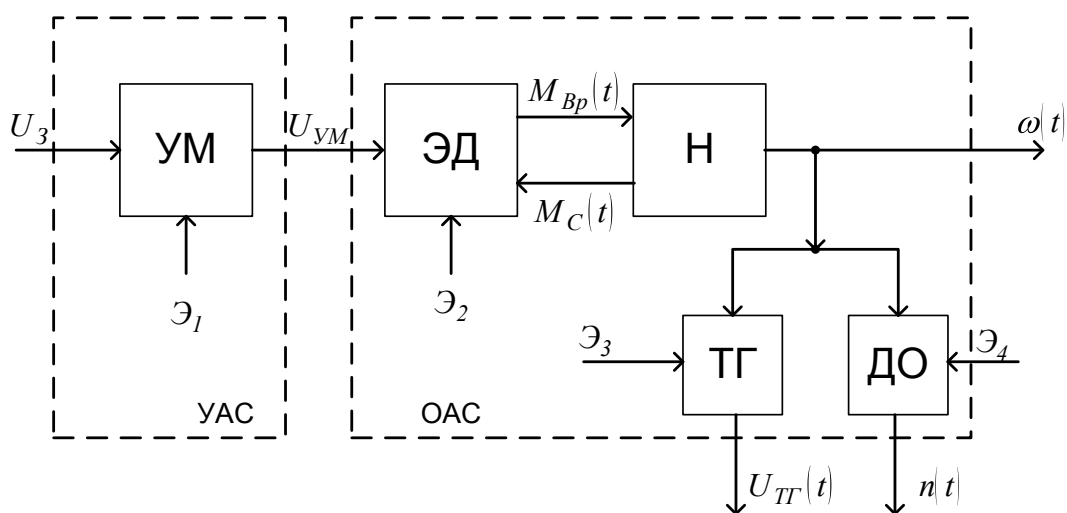 M_Вр(t)
U_З
УМ
U_УМ
ЭД
Н
ω(t)
M_С(t)
Э_1
Э_2
Э_3
ТГ
ДО
Э_4
УАС
ОАС
U_ТГ(t)
n(t)